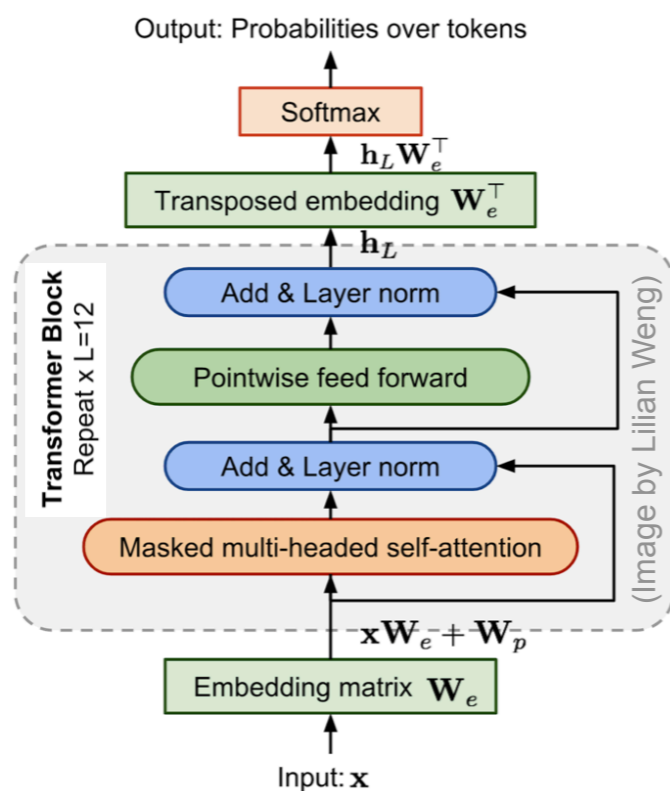 Output: Probabilities over tokens
Softmax
h_L W_e^⊤
Transposed embedding W_e^⊤
h_L
Add & Layer norm
Transformer Block
Repeat x L=12
Pointwise feed forward
Add & Layer norm
Masked multi-headed self-attention
(Image by Lilian Weng)
xW_e + W_p
Embedding matrix W_e
Input: x